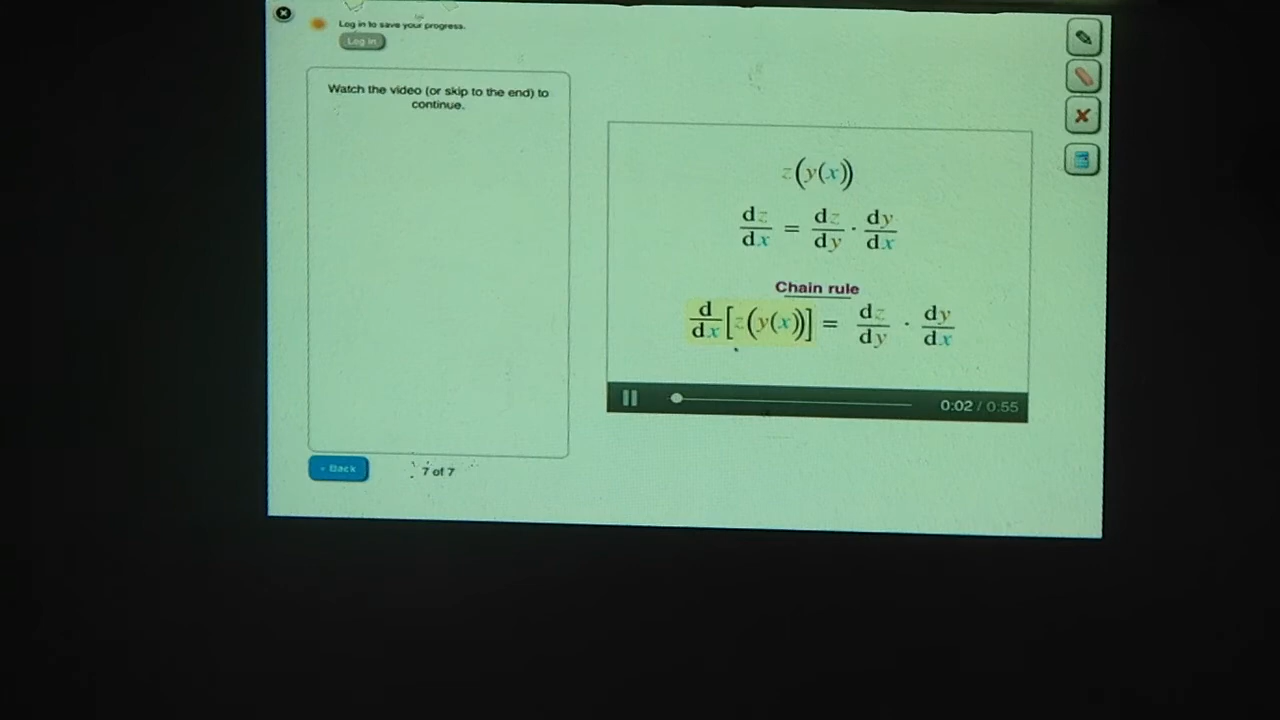 Log in to save your progress.
Log in
Watch the video (or skip to the end) to
continue.
z(y(x))
dz/dx = dz/dy · dy/dx
Chain rule
d/dx [z(y(x))] = dz/dy · dy/dx
0:02 / 0:55
Back
7 of 7